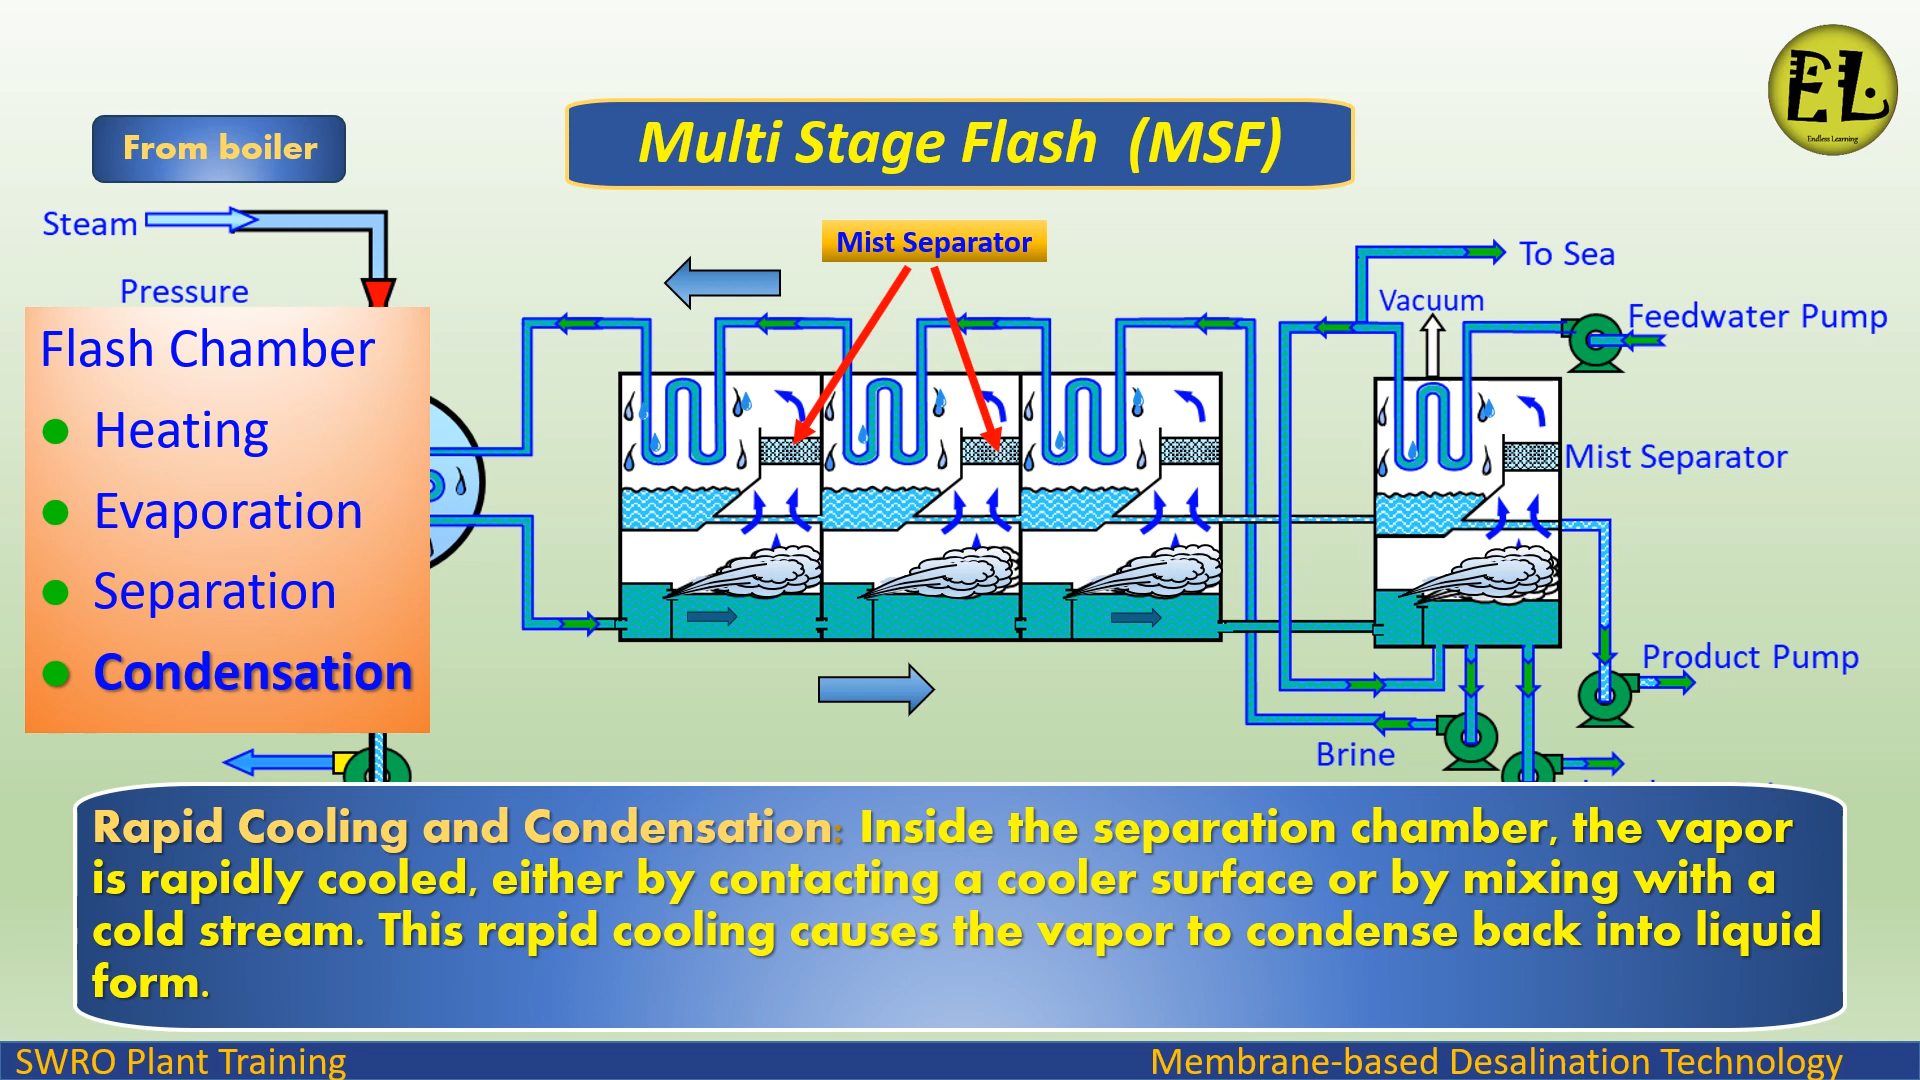 EL
Endless Learning
From boiler
Multi Stage Flash (MSF)
Steam
Mist Separator
To Sea
Pressure
Vacuum
Feedwater Pump
Flash Chamber
Heating
Evaporation
Separation
Condensation
Mist Separator
Product Pump
Brine
Rapid Cooling and Condensation: Inside the separation chamber, the vapor
is rapidly cooled, either by contacting a cooler surface or by mixing with a
cold stream. This rapid cooling causes the vapor to condense back into liquid
form.
SWRO Plant Training
Membrane-based Desalination Technology